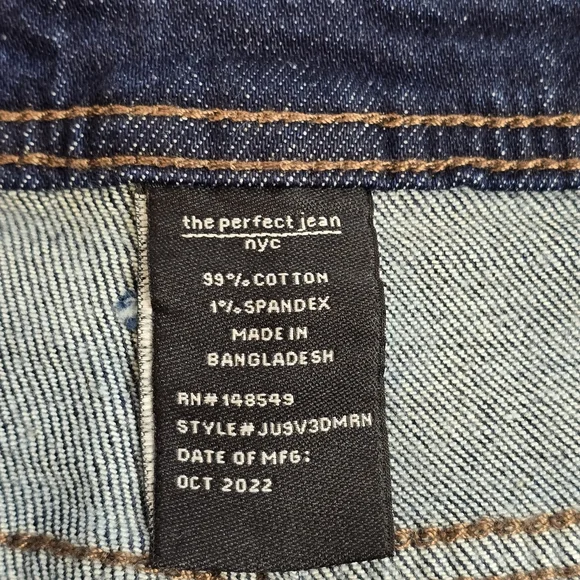 the perfect jean
nyc
99% COTTON
1% SPANDEX
MADE IN
BANGLADESH
RN# 148549
STYLE# JU9V3DMRN
DATE OF MFG:
OCT 2022